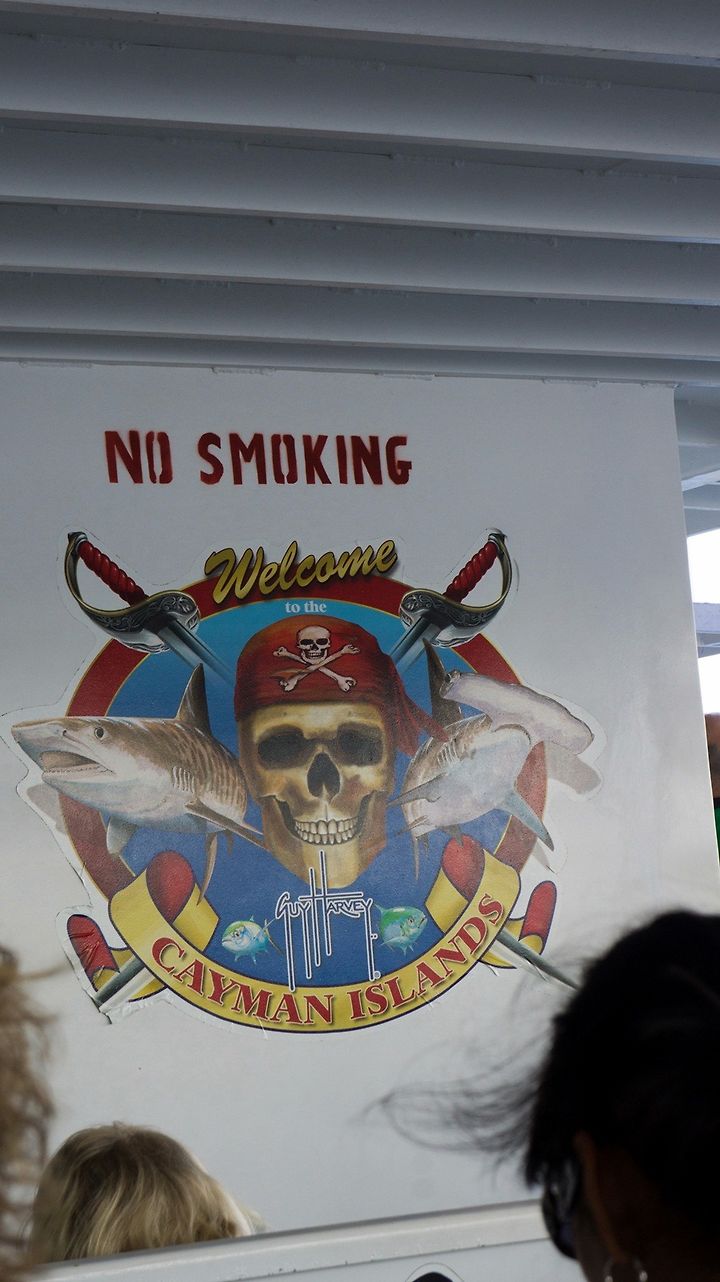 NO SMOKING
Welcome
to the
GUY HARVEY
CAYMAN ISLANDS